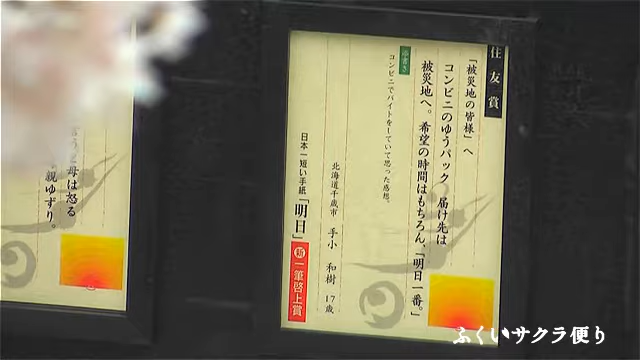 住友賞
「被災地の皆様」へ
コンビニのゆうパック 届け先は
被災地へ。希望の時間はもちろん、「明日一番。」
コンビニでバイトをしていて思った感想。
北海道千歳市 手小 和樹 17歳
日本一短い手紙「明日」 新一筆啓上賞
母は怒る
親ゆずり。
ふくいサクラ便り